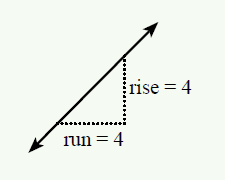 rise = 4
run = 4